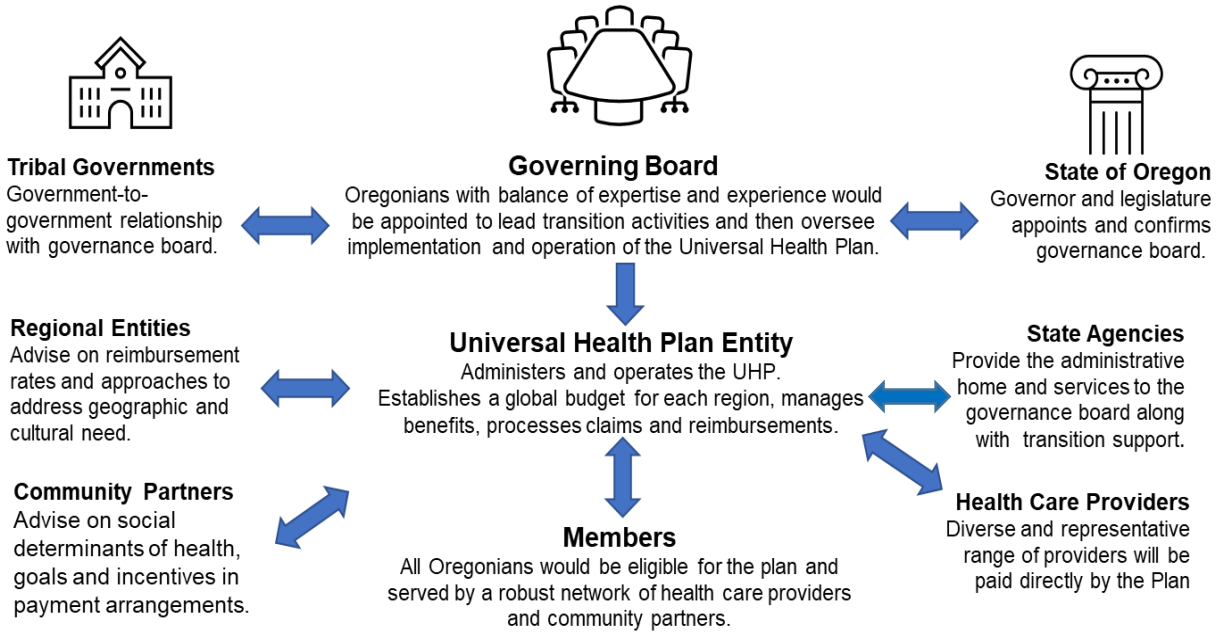 Tribal Governments
Government-to-
government relationship
with governance board.
Governing Board
Oregonians with balance of expertise and experience would
be appointed to lead transition activities and then oversee
implementation and operation of the Universal Health Plan.
State of Oregon
Governor and legislature
appoints and confirms
governance board.
Regional Entities
Advise on reimbursement
rates and approaches to
address geographic and
cultural need.
Universal Health Plan Entity
Administers and operates the UHP.
Establishes a global budget for each region, manages
benefits, processes claims and reimbursements.
State Agencies
Provide the administrative
home and services to the
governance board along
with transition support.
Community Partners
Advise on social
determinants of health,
goals and incentives in
payment arrangements.
Members
All Oregonians would be eligible for the plan and
served by a robust network of health care providers
and community partners.
Health Care Providers
Diverse and representative
range of providers will be
paid directly by the Plan